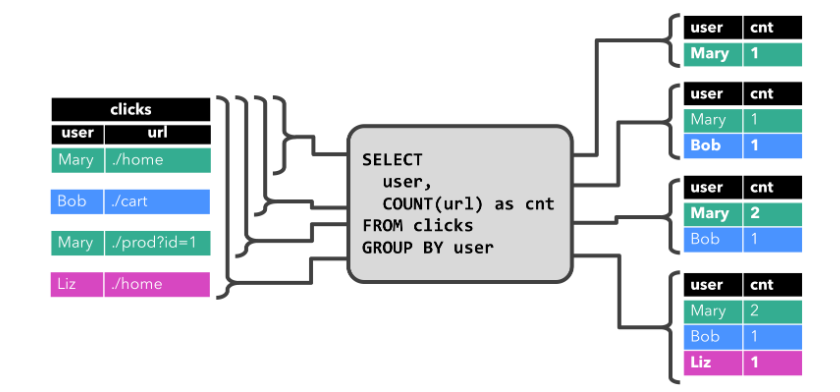 clicks
user url
Mary ./home
Bob ./cart
Mary ./prod?id=1
Liz ./home
SELECT
user,
COUNT(url) as cnt
FROM clicks
GROUP BY user
user cnt
Mary 1
user cnt
Mary 1
Bob 1
user cnt
Mary 2
Bob 1
user cnt
Mary 2
Bob 1
Liz 1